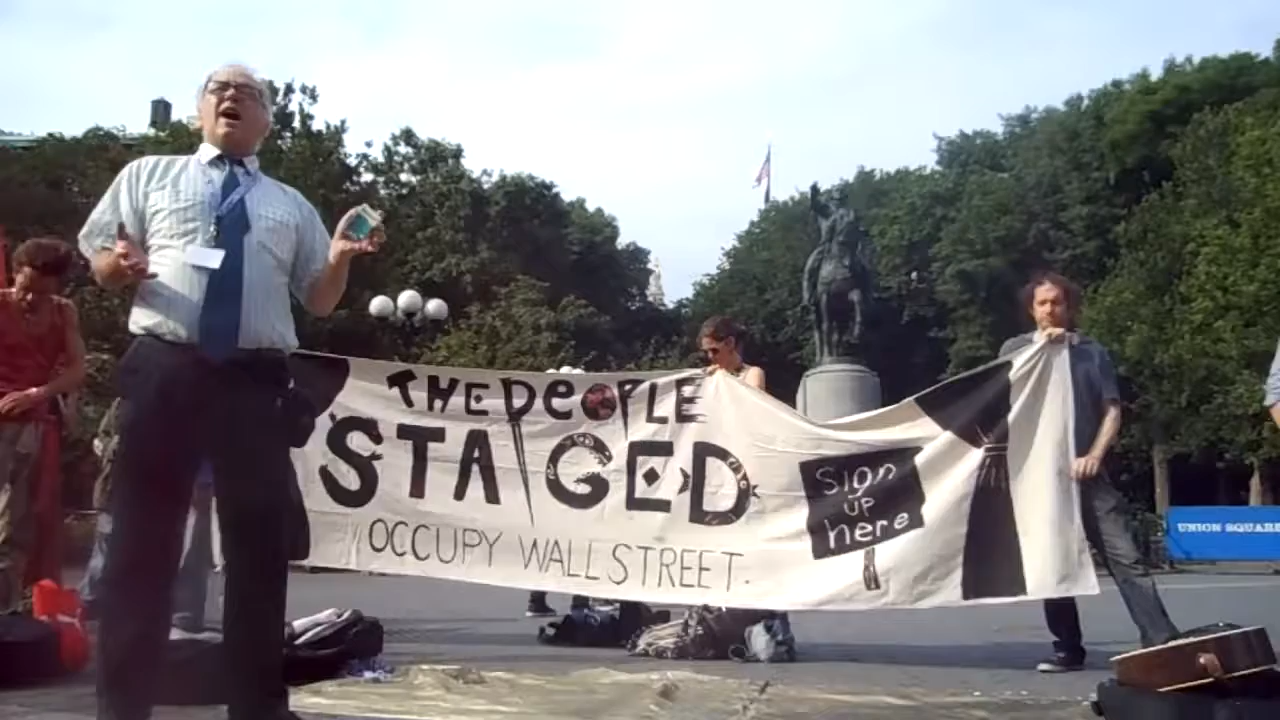 THE PEOPLE
STAGED
OCCUPY WALL STREET.
Sign
UP
here
UNION SQUARE